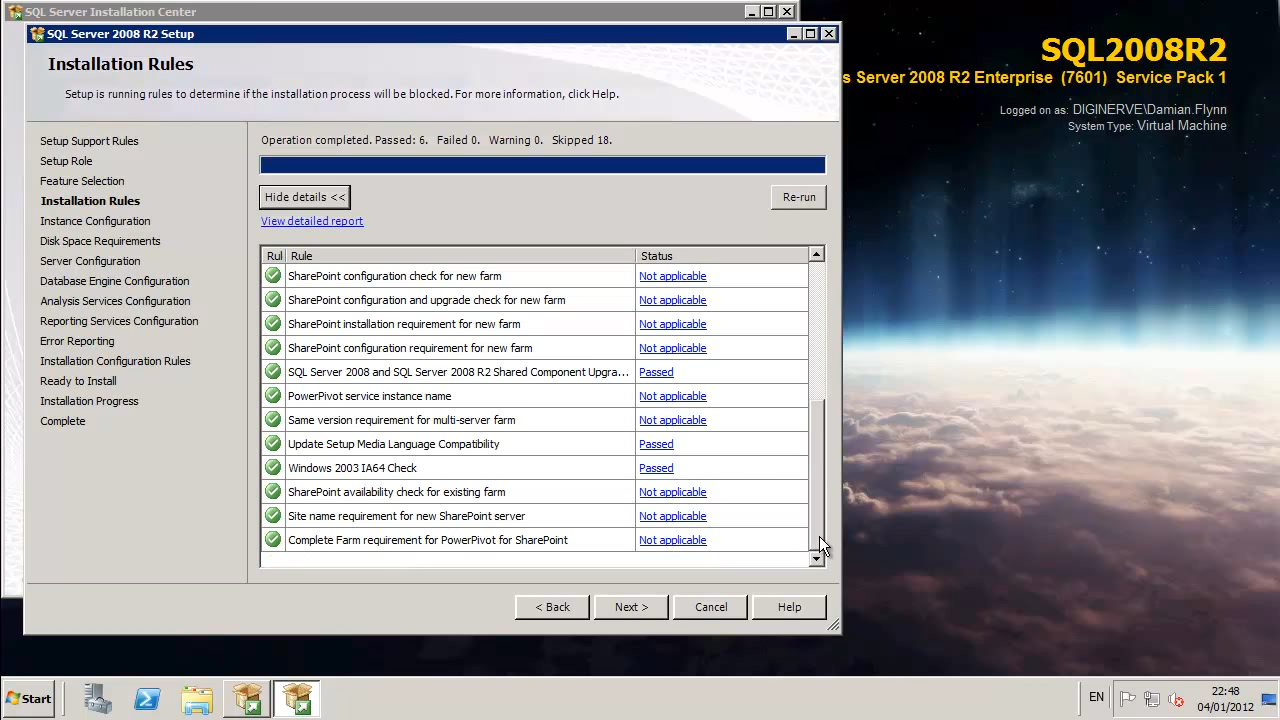 SQL Server Installation Center
SQL Server 2008 R2 Setup
Installation Rules
Setup is running rules to determine if the installation process will be blocked. For more information, click Help.
Setup Support Rules
Setup Role
Feature Selection
Installation Rules
Instance Configuration
Disk Space Requirements
Server Configuration
Database Engine Configuration
Analysis Services Configuration
Reporting Services Configuration
Error Reporting
Installation Configuration Rules
Ready to Install
Installation Progress
Complete
Operation completed. Passed: 6. Failed 0. Warning 0. Skipped 18.
Hide details <<
Re-run
View detailed report
Rul Rule Status
SharePoint configuration check for new farm Not applicable
SharePoint configuration and upgrade check for new farm Not applicable
SharePoint installation requirement for new farm Not applicable
SharePoint configuration requirement for new farm Not applicable
SQL Server 2008 and SQL Server 2008 R2 Shared Component Upgra... Passed
PowerPivot service instance name Not applicable
Same version requirement for multi-server farm Not applicable
Update Setup Media Language Compatibility Passed
Windows 2003 IA64 Check Passed
SharePoint availability check for existing farm Not applicable
Site name requirement for new SharePoint server Not applicable
Complete Farm requirement for PowerPivot for SharePoint Not applicable
< Back Next > Cancel Help
SQL2008R2
s Server 2008 R2 Enterprise (7601) Service Pack 1
Logged on as: DIGINERVE\Damian.Flynn
System Type: Virtual Machine
Start
EN
22:48
04/01/2012